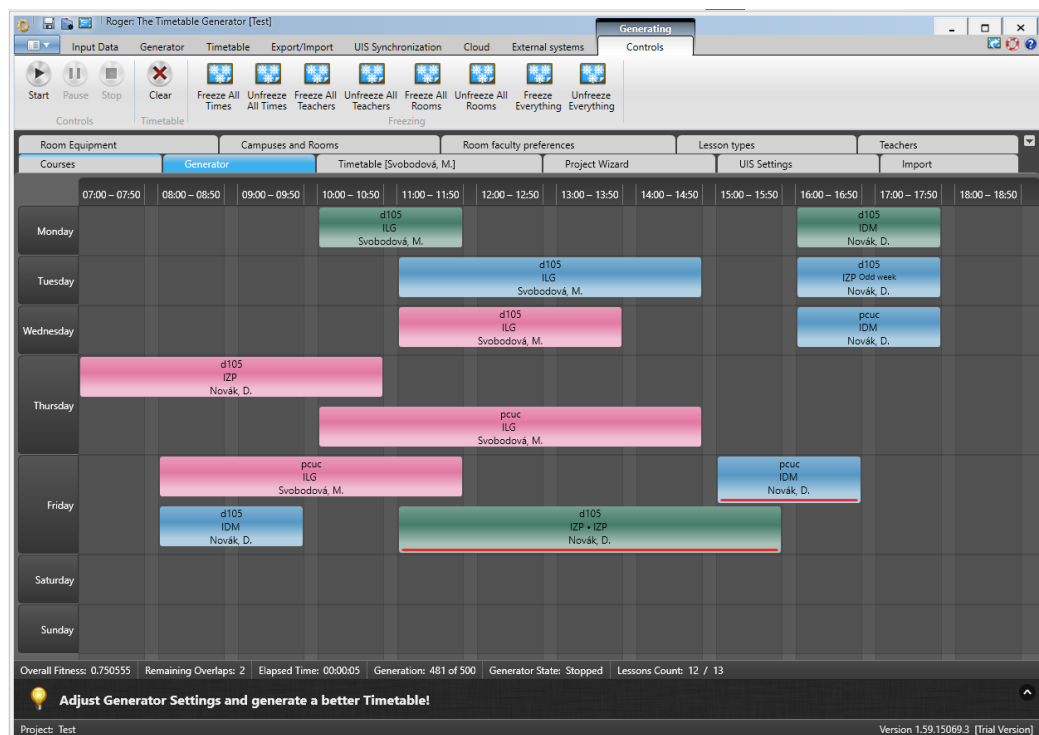 Roger: The Timetable Generator [Test]
Generating
Input Data Generator Timetable Export/Import UIS Synchronization Cloud External systems Controls
Start Pause Stop Clear Freeze All Times Unfreeze All Times Freeze All Teachers Unfreeze All Teachers Freeze All Rooms Unfreeze All Rooms Freeze Everything Unfreeze Everything
Controls Timetable Freezing
Room Equipment Campuses and Rooms Room faculty preferences Lesson types Teachers
Courses Generator Timetable [Svobodová, M.] Project Wizard UIS Settings Import
07:00 – 07:50 08:00 – 08:50 09:00 – 09:50 10:00 – 10:50 11:00 – 11:50 12:00 – 12:50 13:00 – 13:50 14:00 – 14:50 15:00 – 15:50 16:00 – 16:50 17:00 – 17:50 18:00 – 18:50
Monday
d105
ILG
Svobodová, M.
d105
IDM
Novák, D.
Tuesday
d105
ILG
Svobodová, M.
d105
IZP Odd week
Novák, D.
Wednesday
d105
ILG
Svobodová, M.
pcuc
IDM
Novák, D.
Thursday
d105
IZP
Novák, D.
pcuc
ILG
Svobodová, M.
Friday
pcuc
ILG
Svobodová, M.
pcuc
IDM
Novák, D.
d105
IDM
Novák, D.
d105
IZP • IZP
Novák, D.
Saturday
Sunday
Overall Fitness: 0.750555 Remaining Overlaps: 2 Elapsed Time: 00:00:05 Generation: 481 of 500 Generator State: Stopped Lessons Count: 12 / 13
Adjust Generator Settings and generate a better Timetable!
Project: Test Version 1.59.15069.3 [Trial Version]